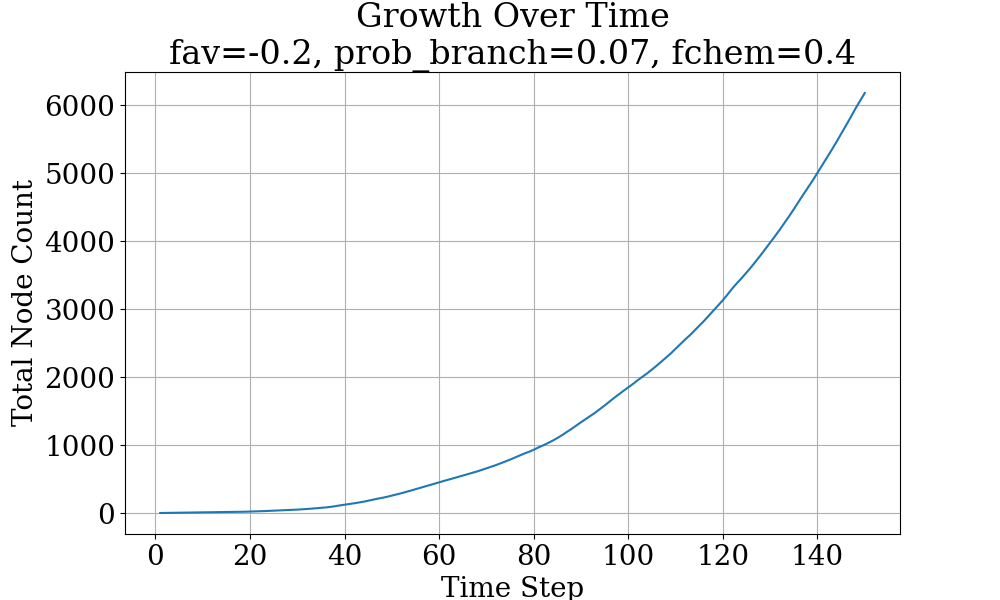 Growth Over Time
fav=-0.2, prob_branch=0.07, fchem=0.4
Total Node Count
6000
5000
4000
3000
2000
1000
0
0 20 40 60 80 100 120 140
Time Step